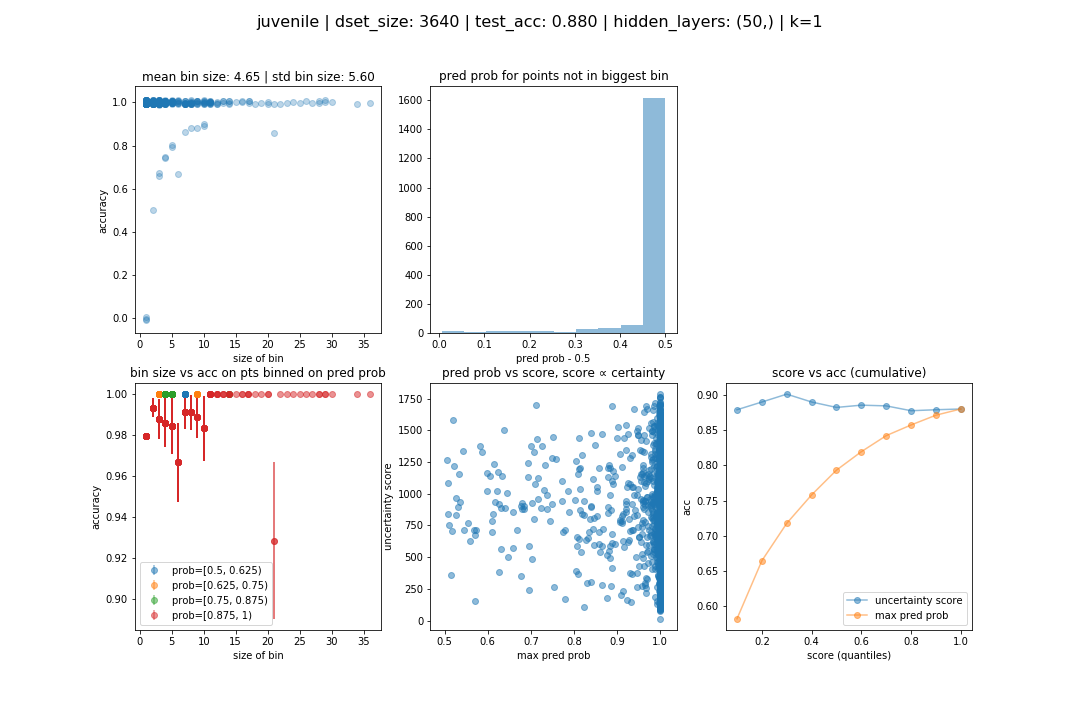 juvenile | dset_size: 3640 | test_acc: 0.880 | hidden_layers: (50,) | k=1
mean bin size: 4.65 | std bin size: 5.60
accuracy
1.0
0.8
0.6
0.4
0.2
0.0
0 5 10 15 20 25 30 35
size of bin
pred prob for points not in biggest bin
1600
1400
1200
1000
800
600
400
200
0
0.0 0.1 0.2 0.3 0.4 0.5
pred prob - 0.5
bin size vs acc on pts binned on pred prob
accuracy
1.00
0.98
0.96
0.94
0.92
0.90
prob=[0.5, 0.625)
prob=[0.625, 0.75)
prob=[0.75, 0.875)
prob=[0.875, 1)
0 5 10 15 20 25 30 35
size of bin
pred prob vs score, score ∝ certainty
uncertainty score
1750
1500
1250
1000
750
500
250
0
0.5 0.6 0.7 0.8 0.9 1.0
max pred prob
score vs acc (cumulative)
acc
0.90
0.85
0.80
0.75
0.70
0.65
0.60
uncertainty score
max pred prob
0.2 0.4 0.6 0.8 1.0
score (quantiles)